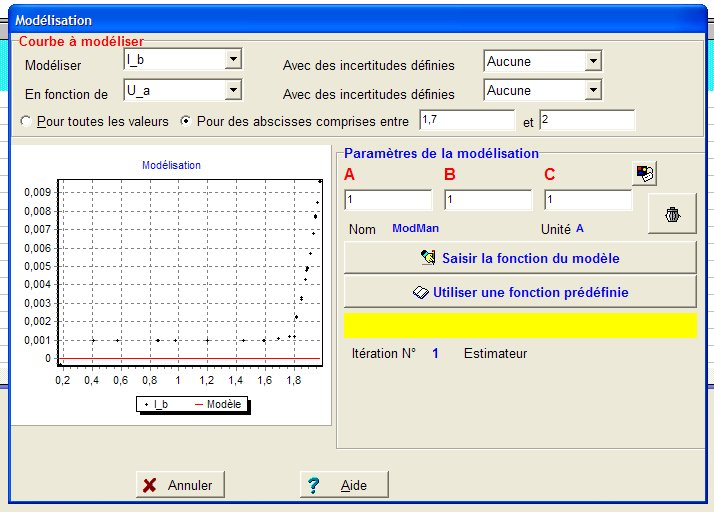 Modélisation
Courbe à modéliser
Modéliser I_b Avec des incertitudes définies Aucune
En fonction de U_a Avec des incertitudes définies Aucune
Pour toutes les valeurs Pour des abscisses comprises entre 1,7 et 2
Modélisation
0,009
0,008
0,007
0,006
0,005
0,004
0,003
0,002
0,001
0
0,2 0,4 0,6 0,8 1 1,2 1,4 1,6 1,8
I_b Modèle
Paramètres de la modélisation
A B C
1 1 1
Nom ModMan Unité A
Saisir la fonction du modèle
Utiliser une fonction prédéfinie
Itération N° 1 Estimateur
Annuler Aide